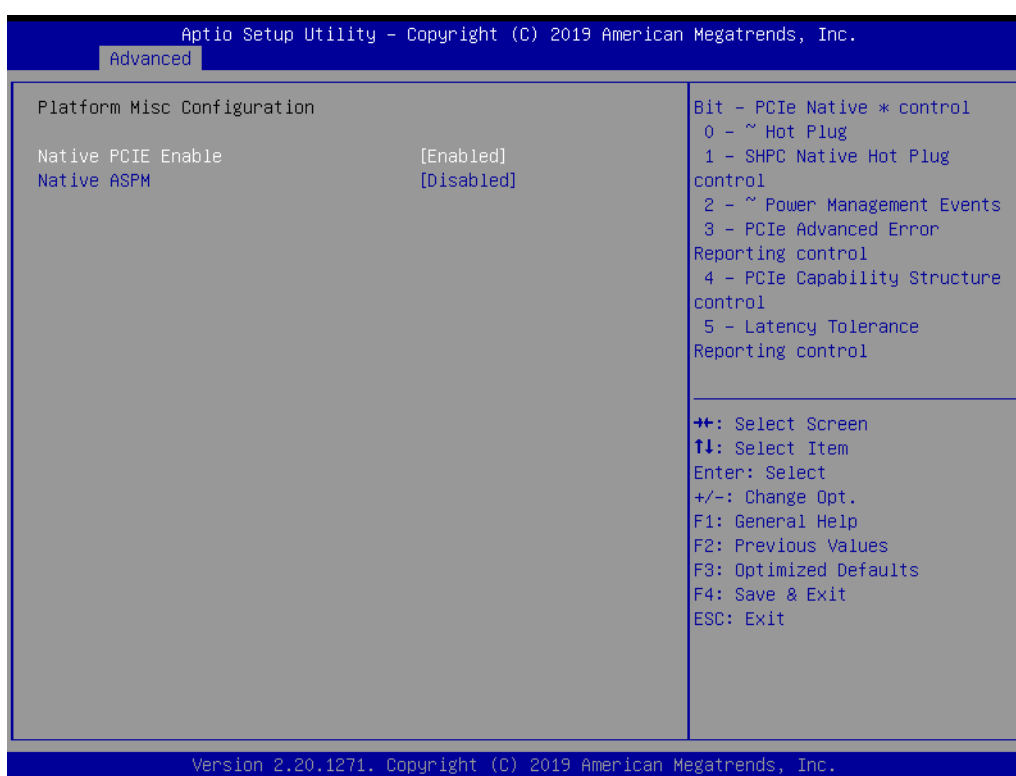 Aptio Setup Utility – Copyright (C) 2019 American Megatrends, Inc.
Advanced
Platform Misc Configuration
Native PCIE Enable [Enabled]
Native ASPM [Disabled]
Bit – PCIe Native * control
0 – ~ Hot Plug
1 – SHPC Native Hot Plug
control
2 – ~ Power Management Events
3 – PCIe Advanced Error
Reporting control
4 – PCIe Capability Structure
control
5 – Latency Tolerance
Reporting control
→←: Select Screen
↑↓: Select Item
Enter: Select
+/-: Change Opt.
F1: General Help
F2: Previous Values
F3: Optimized Defaults
F4: Save & Exit
ESC: Exit
Version 2.20.1271. Copyright (C) 2019 American Megatrends, Inc.